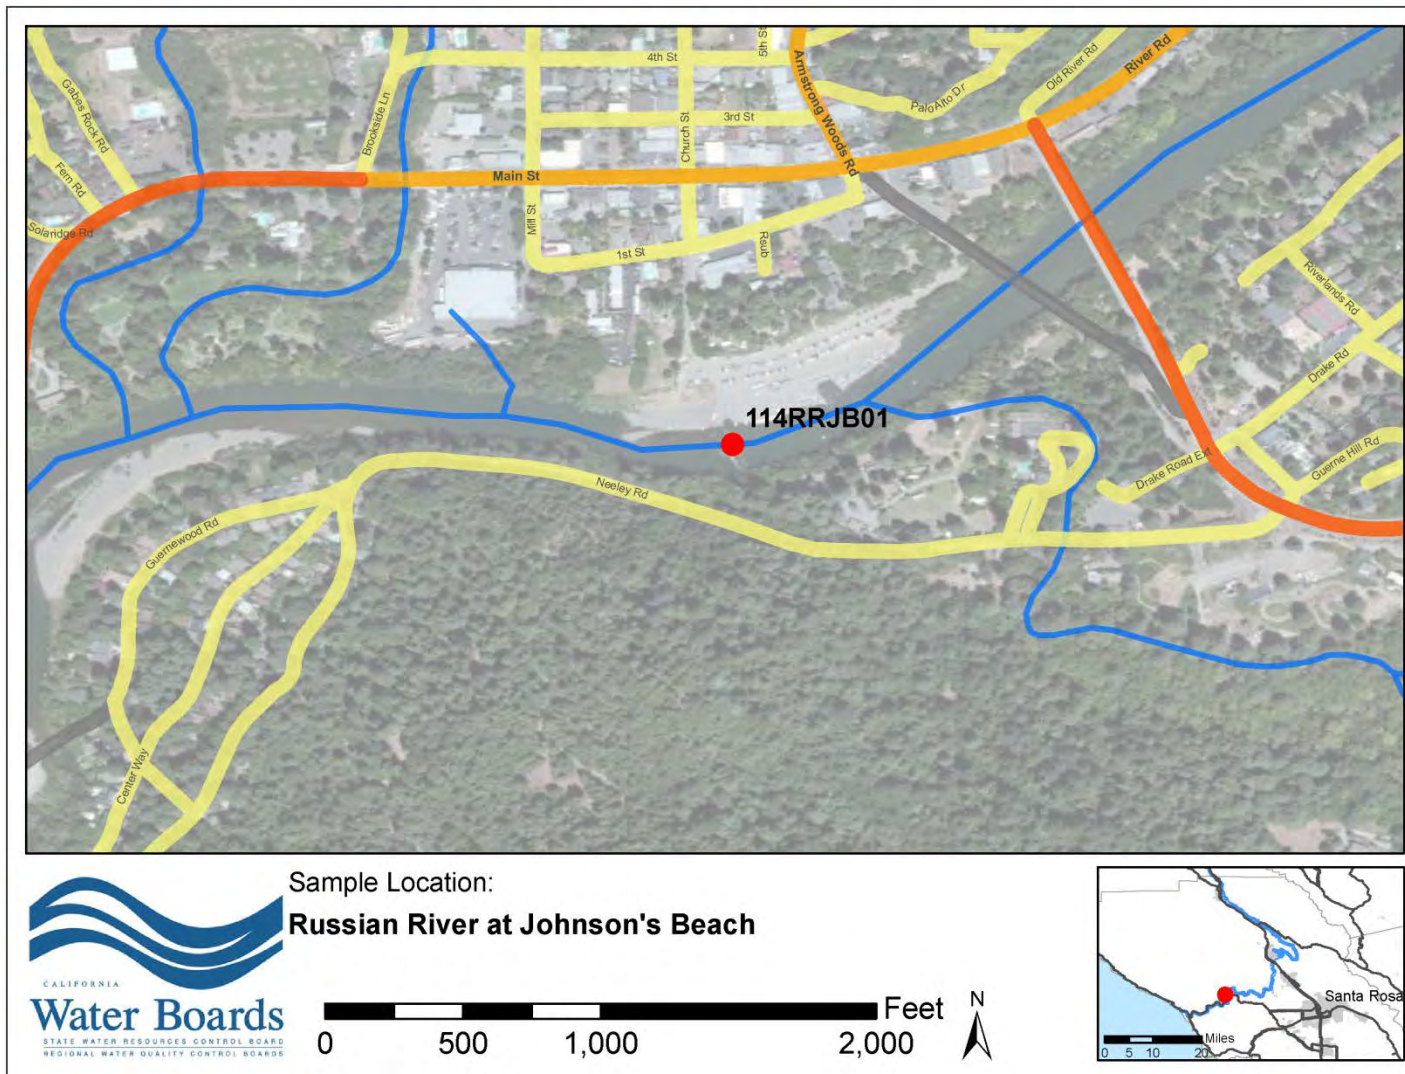 4th St
5th St
Old River Rd
River Rd
Gabes Rock Rd
Brookside Ln
Armstrong Woods Rd
PaloAlto Dr
3rd St
Church St
Fern Rd
Main St
Solaridge Rd
Mill St
1st St
Rsub
Riverlands Rd
Drake Rd
114RRJB01
Guerne Hill Rd
Drake Road Ext
Neeley Rd
Guernewood Rd
Center Way
Sample Location:
Russian River at Johnson's Beach
CALIFORNIA
Water Boards
STATE WATER RESOURCES CONTROL BOARD
REGIONAL WATER QUALITY CONTROL BOARDS
Feet
0 500 1,000 2,000
N
Santa Rosa
Miles
0 5 10 20